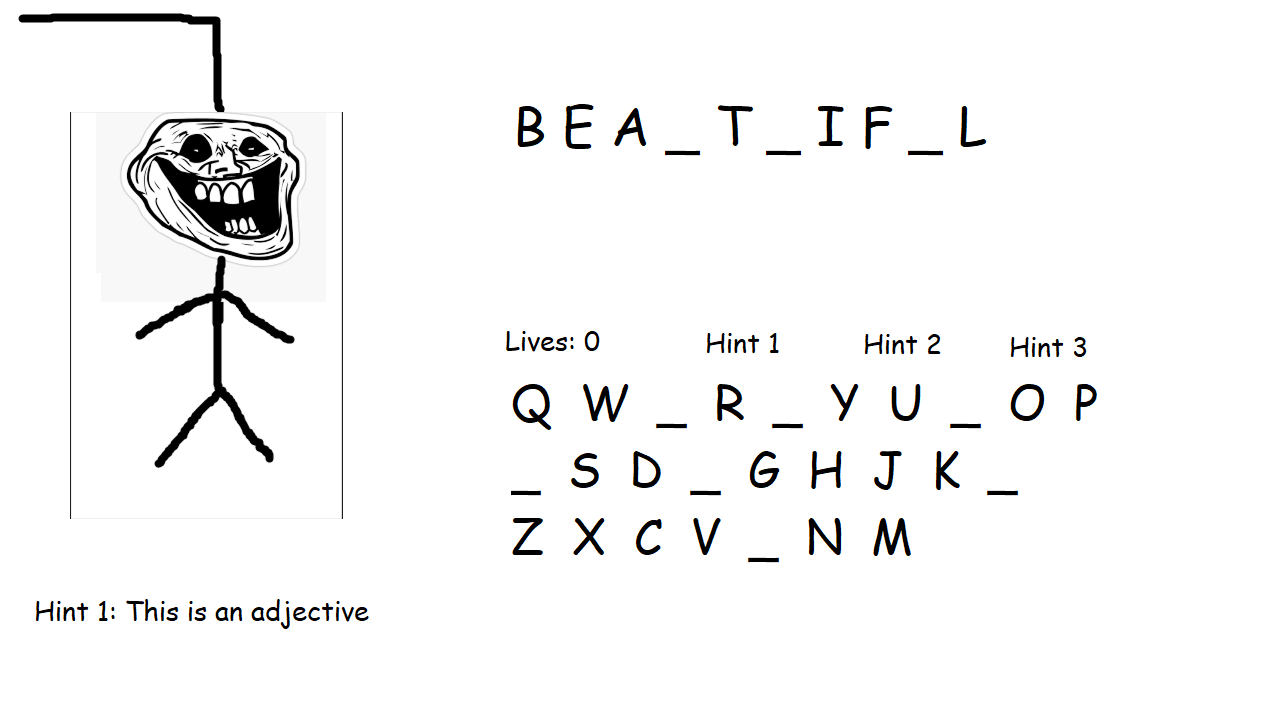 B E A _ T _ I F _ L
Lives: 0 Hint 1 Hint 2 Hint 3
Q W _ R _ Y U _ O P
_ S D _ G H J K _
Z X C V _ N M
Hint 1: This is an adjective